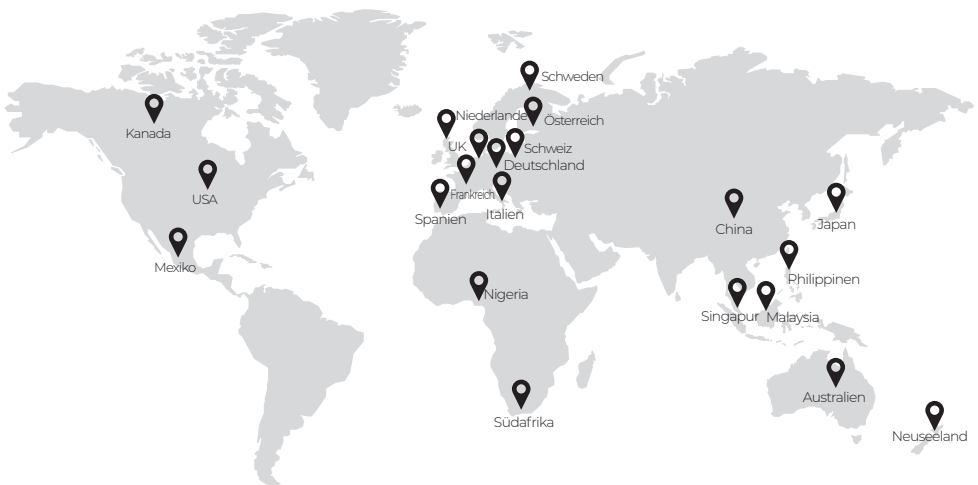 Schweden
Niederlande
Österreich
Kanada
UK
Schweiz
Deutschland
USA
Frankreich
Italien
Spanien
China
Japan
Mexiko
Philippinen
Nigeria
Singapur
Malaysia
Australien
Südafrika
Neuseeland